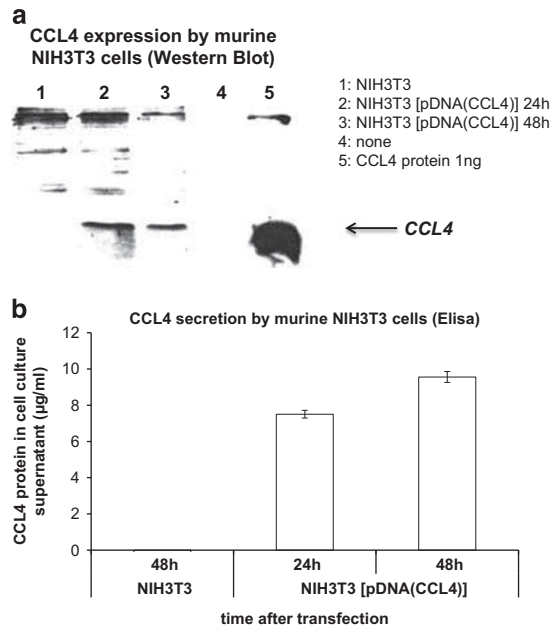 a
CCL4 expression by murine
NIH3T3 cells (Western Blot)
1 2 3 4 5
1: NIH3T3
2: NIH3T3 [pDNA(CCL4)] 24h
3: NIH3T3 [pDNA(CCL4)] 48h
4: none
5: CCL4 protein 1ng
CCL4
b
CCL4 secretion by murine NIH3T3 cells (Elisa)
CCL4 protein in cell culture
supernatant (µg/ml)
12
10
8
6
4
2
0
48h 24h 48h
NIH3T3 NIH3T3 [pDNA(CCL4)]
time after transfection